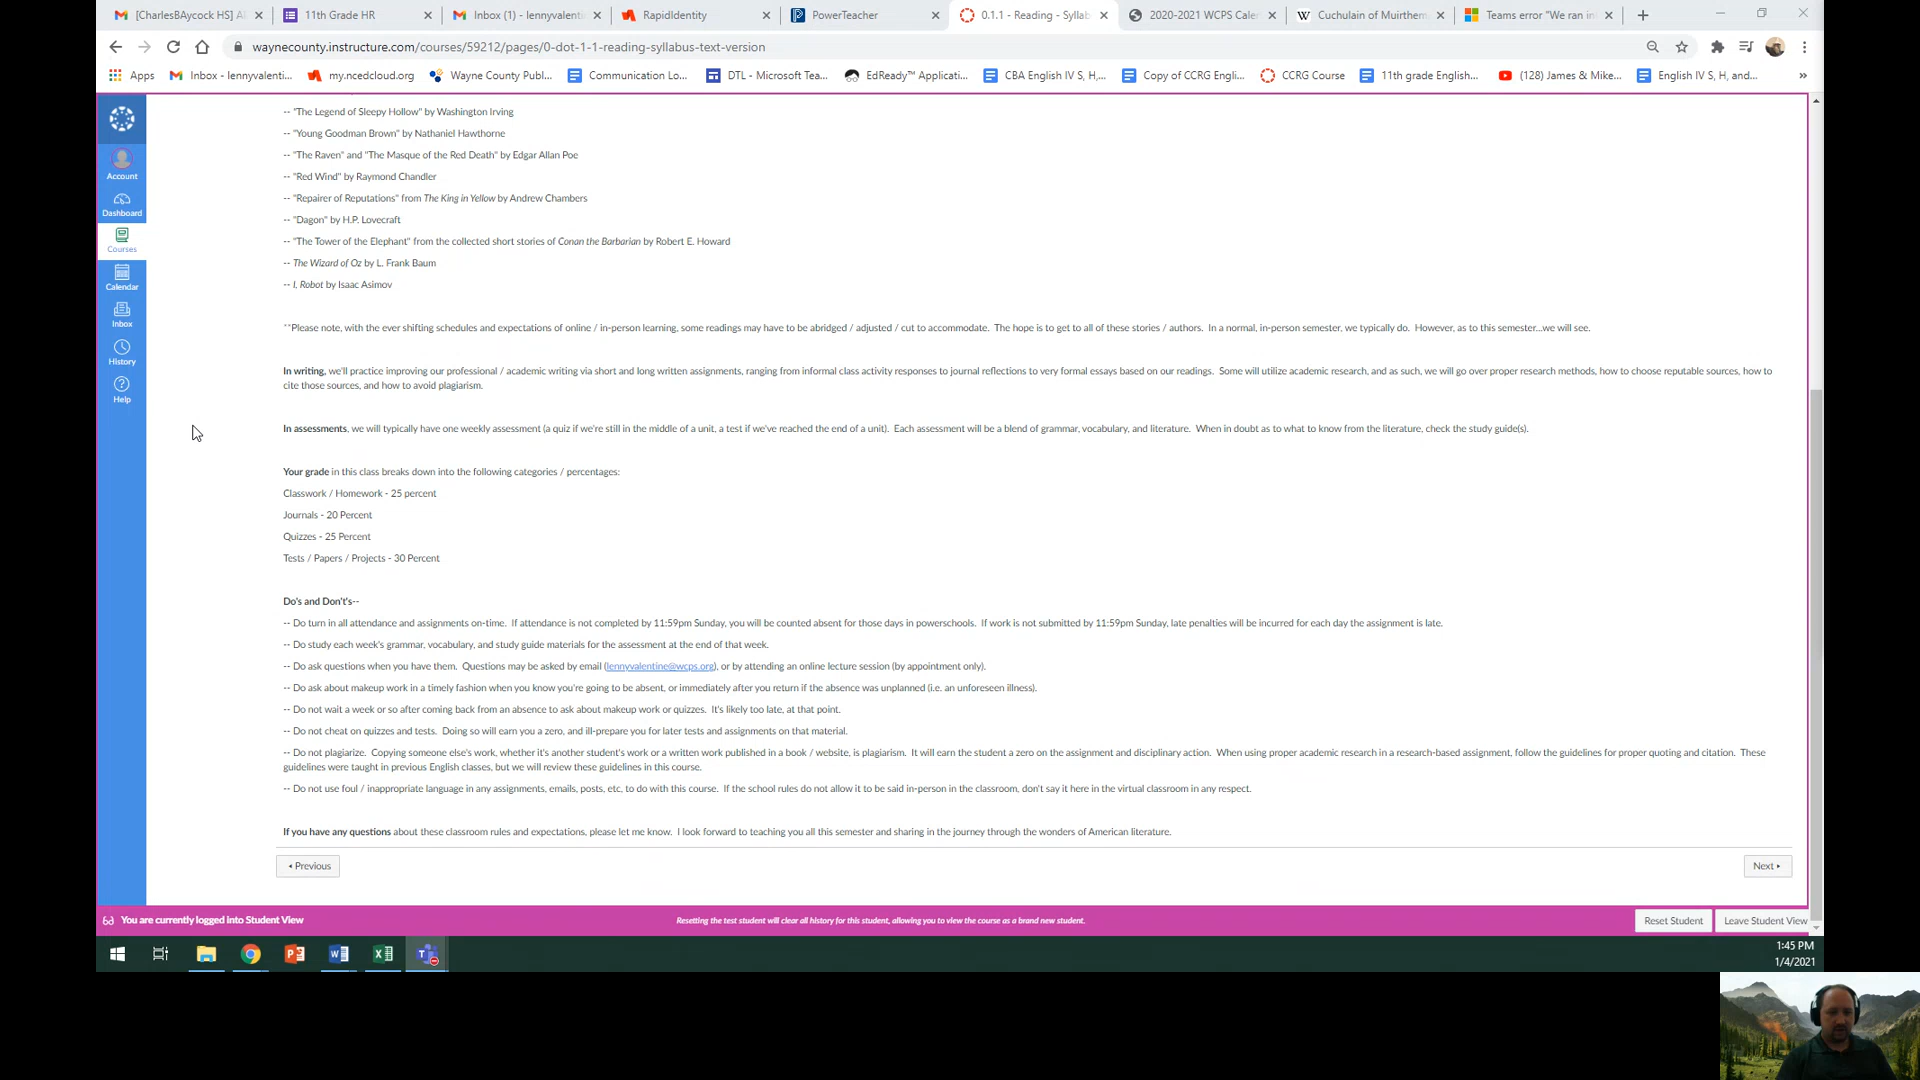 [CharlesBAycock HS] Al
11th Grade HR
Inbox (1) - lennyvalenti
RapidIdentity
PowerTeacher
0.1.1 - Reading - Syllab
2020-2021 WCPS Caler
Cuchulain of Muirthem
Teams error "We ran in
waynecounty.instructure.com/courses/59212/pages/0-dot-1-1-reading-syllabus-text-version
Apps
Inbox - lennyvalenti...
my.ncedcloud.org
Wayne County Publ...
Communication Lo...
DTL - Microsoft Tea...
EdReady™ Applicati...
CBA English IV S, H,...
Copy of CCRG Engli...
CCRG Course
11th grade English...
(128) James & Mike...
English IV S, H, and...
»
Account
Dashboard
Courses
Calendar
Inbox
History
Help
-- "The Legend of Sleepy Hollow" by Washington Irving
-- "Young Goodman Brown" by Nathaniel Hawthorne
-- "The Raven" and "The Masque of the Red Death" by Edgar Allan Poe
-- "Red Wind" by Raymond Chandler
-- "Repairer of Reputations" from The King in Yellow by Andrew Chambers
-- "Dagon" by H.P. Lovecraft
-- "The Tower of the Elephant" from the collected short stories of Conan the Barbarian by Robert E. Howard
-- The Wizard of Oz by L. Frank Baum
-- I, Robot by Isaac Asimov
**Please note, with the ever shifting schedules and expectations of online / in-person learning, some readings may have to be abridged / adjusted / cut to accommodate. The hope is to get to all of these stories / authors. In a normal, in-person semester, we typically do. However, as to this semester...we will see.
In writing, we'll practice improving our professional / academic writing via short and long written assignments, ranging from informal class activity responses to journal reflections to very formal essays based on our readings. Some will utilize academic research, and as such, we will go over proper research methods, how to choose reputable sources, how to
cite those sources, and how to avoid plagiarism.
In assessments, we will typically have one weekly assessment (a quiz if we're still in the middle of a unit, a test if we've reached the end of a unit). Each assessment will be a blend of grammar, vocabulary, and literature. When in doubt as to what to know from the literature, check the study guide(s).
Your grade in this class breaks down into the following categories / percentages:
Classwork / Homework - 25 percent
Journals - 20 Percent
Quizzes - 25 Percent
Tests / Papers / Projects - 30 Percent
Do's and Don't's--
-- Do turn in all attendance and assignments on-time. If attendance is not completed by 11:59pm Sunday, you will be counted absent for those days in powerschools. If work is not submitted by 11:59pm Sunday, late penalties will be incurred for each day the assignment is late.
-- Do study each week's grammar, vocabulary, and study guide materials for the assessment at the end of that week.
-- Do ask questions when you have them. Questions may be asked by email (lennyvalentine@wcps.org), or by attending an online lecture session (by appointment only).
-- Do ask about makeup work in a timely fashion when you know you're going to be absent, or immediately after you return if the absence was unplanned (i.e. an unforeseen illness).
-- Do not wait a week or so after coming back from an absence to ask about makeup work or quizzes. It's likely too late, at that point.
-- Do not cheat on quizzes and tests. Doing so will earn you a zero, and ill-prepare you for later tests and assignments on that material.
-- Do not plagiarize. Copying someone else's work, whether it's another student's work or a written work published in a book / website, is plagiarism. It will earn the student a zero on the assignment and disciplinary action. When using proper academic research in a research-based assignment, follow the guidelines for proper quoting and citation. These
guidelines were taught in previous English classes, but we will review these guidelines in this course.
-- Do not use foul / inappropriate language in any assignments, emails, posts, etc, to do with this course. If the school rules do not allow it to be said in-person in the classroom, don't say it here in the virtual classroom in any respect.
If you have any questions about these classroom rules and expectations, please let me know. I look forward to teaching you all this semester and sharing in the journey through the wonders of American literature.
Previous
Next
You are currently logged into Student View
Resetting the test student will clear all history for this student, allowing you to view the course as a brand new student.
Reset Student
Leave Student View
1:45 PM
1/4/2021